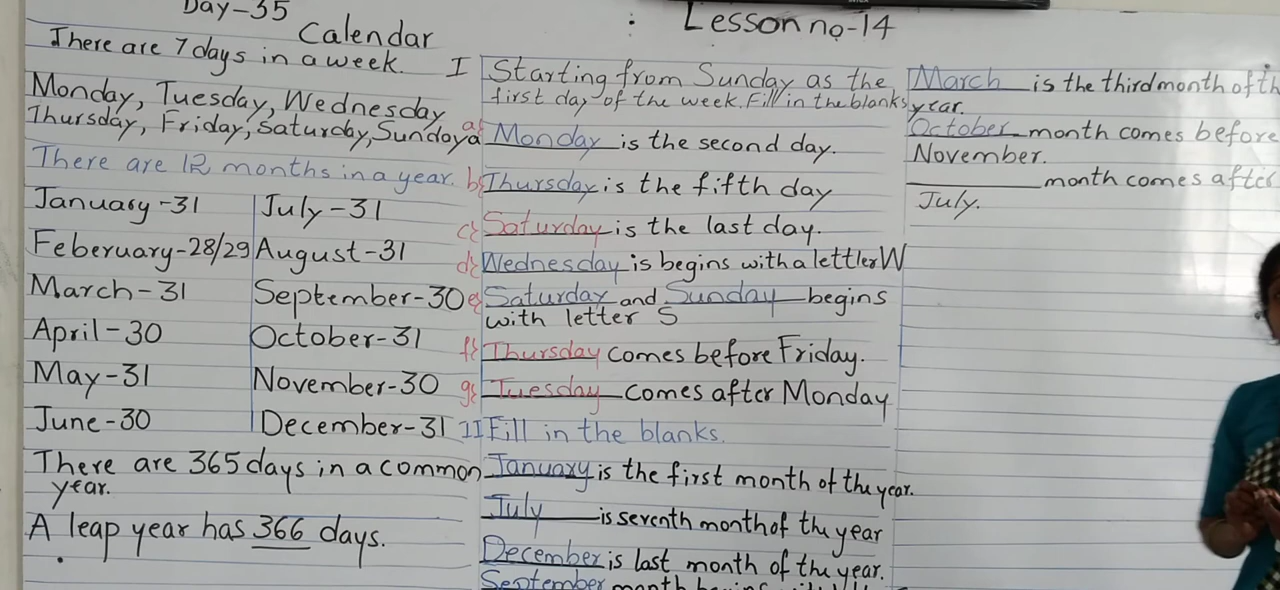 Day-35
Calendar
: Lesson no-14
There are 7 days in a week.
Monday, Tuesday, Wednesday
Thursday, Friday, Saturday, Sunday
There are 12 months in a year.
January-31
Feberuary-28/29
March-31
April-30
May-31
June-30
July-31
August-31
September-30
October-31
November-30
December-31
There are 365 days in a common
year.
A leap year has 366 days.
I Starting from Sunday as the
first day of the week. Fill in the blanks
a Monday is the second day.
b Thursday is the fifth day
c Saturday is the last day.
d Wednesday is begins with a lettler W
e Saturday and Sunday begins
with letter S
f Thursday comes before Friday.
g Tuesday comes after Monday
II Fill in the blanks.
January is the first month of the year.
July is seventh month of the year
December is last month of the year.
September month begins
March is the third month of th
year.
October month comes before
November.
______ month comes after
July.